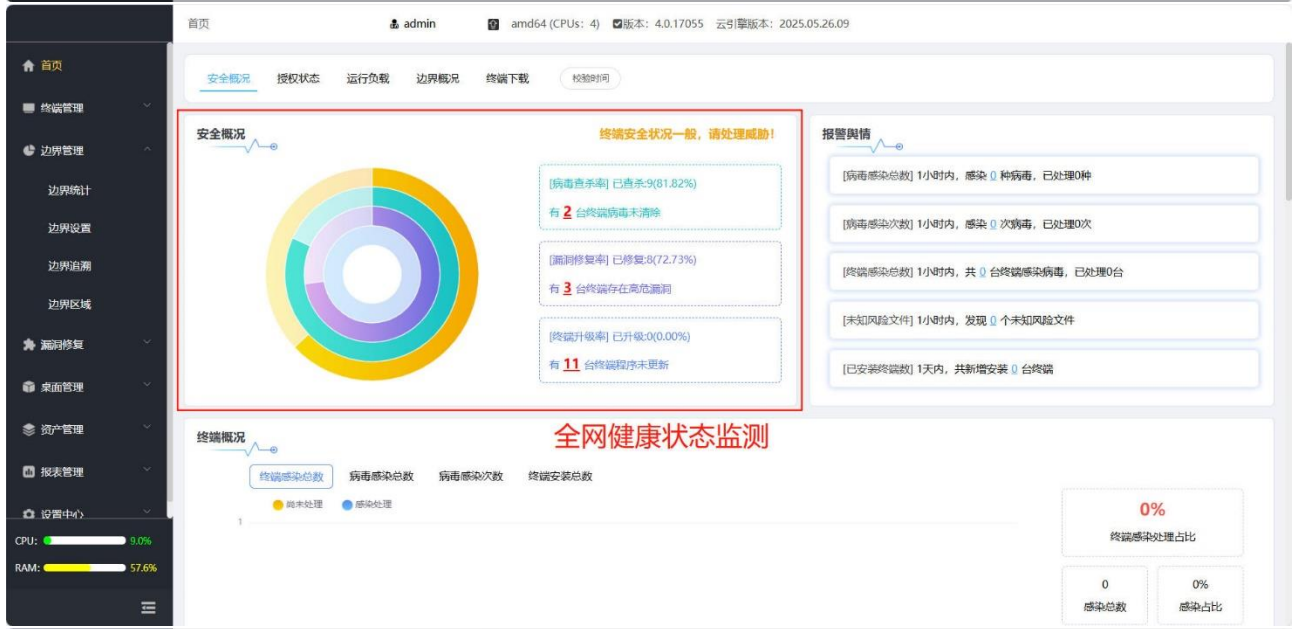 首页
admin
amd64 (CPUs: 4)
版本: 4.0.17055
云引擎版本: 2025.05.26.09
首页
终端管理
边界管理
边界统计
边界设置
边界追溯
边界区域
漏洞修复
桌面管理
资产管理
报表管理
设置中心
CPU: 9.0%
RAM: 57.6%
安全概况
授权状态
运行负载
边界概况
终端下载
校验时间
安全概况
终端安全状况一般，请处理威胁！
[病毒查杀率] 已查杀:9(81.82%)
有 2 台终端病毒未清除
[漏洞修复率] 已修复:8(72.73%)
有 3 台终端存在高危漏洞
[终端升级率] 已升级:0(0.00%)
有 11 台终端程序未更新
报警舆情
[病毒感染总数] 1小时内，感染 0 种病毒，已处理0种
[病毒感染次数] 1小时内，感染 0 次病毒，已处理0次
[终端感染总数] 1小时内，共 0 台终端感染病毒，已处理0台
[未知风险文件] 1小时内，发现 0 个未知风险文件
[已安装终端数] 1天内，共新增安装 0 台终端
全网健康状态监测
终端概况
终端感染总数
病毒感染总数
病毒感染次数
终端安装总数
尚未处理
感染处理
1
0%
终端感染处理占比
0
感染总数
0%
感染占比